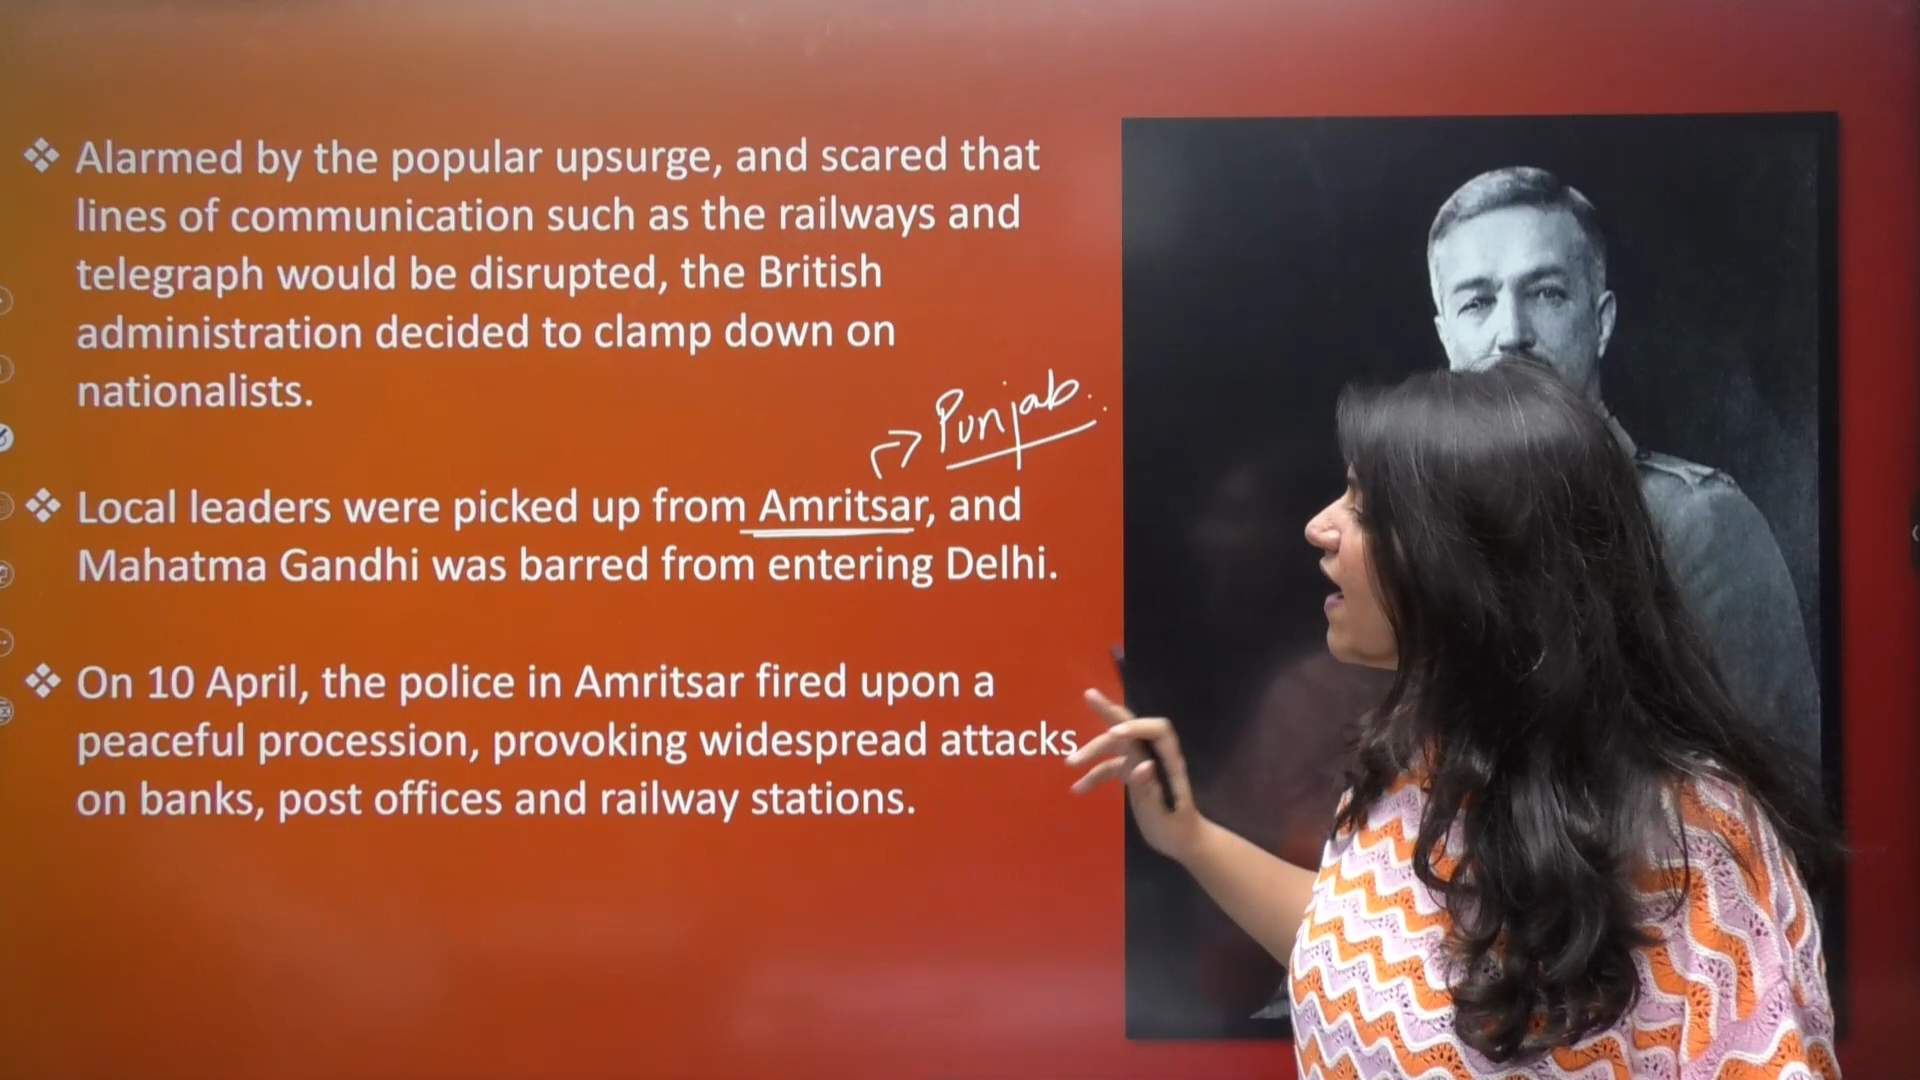 ❖ Alarmed by the popular upsurge, and scared that
lines of communication such as the railways and
telegraph would be disrupted, the British
administration decided to clamp down on
nationalists.
→ Punjab..
❖ Local leaders were picked up from Amritsar, and
Mahatma Gandhi was barred from entering Delhi.
❖ On 10 April, the police in Amritsar fired upon a
peaceful procession, provoking widespread attacks
on banks, post offices and railway stations.